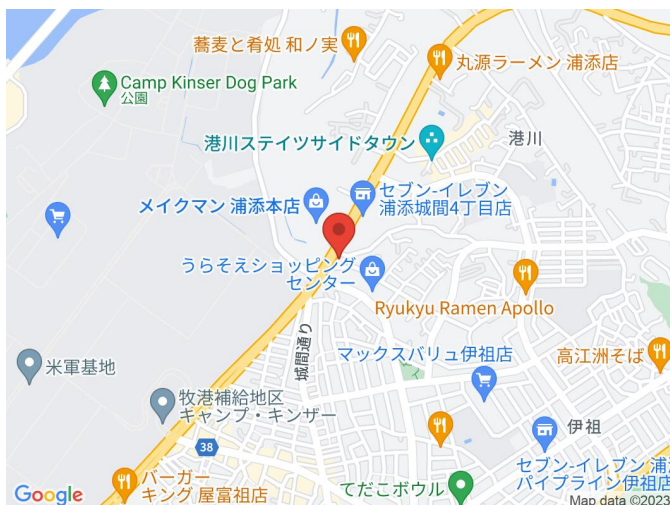 蕎麦と肴処 和ノ実
丸源ラーメン 浦添店
Camp Kinser Dog Park
公園
港川ステイツサイドタウン
港川
セブン-イレブン
浦添城間4丁目店
メイクマン 浦添本店
うらそえショッピング
センター
Ryukyu Ramen Apollo
城間通り
マックスバリュ伊祖店
高江洲そば
米軍基地
牧港補給地区
キャンプ・キンザー
伊祖
38
セブン-イレブン 浦
パイプライン伊祖店
バーガー
キング 屋富祖店
てだこボウル
Google
Map data ©2023